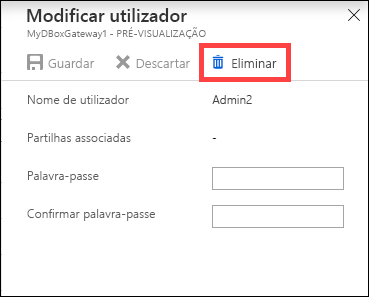 Modificar utilizador
MyDBoxGateway1 - PRÉ-VISUALIZAÇÃO
Guardar Descartar Eliminar
Nome de utilizador Admin2
Partilhas associadas -
Palavra-passe
Confirmar palavra-passe